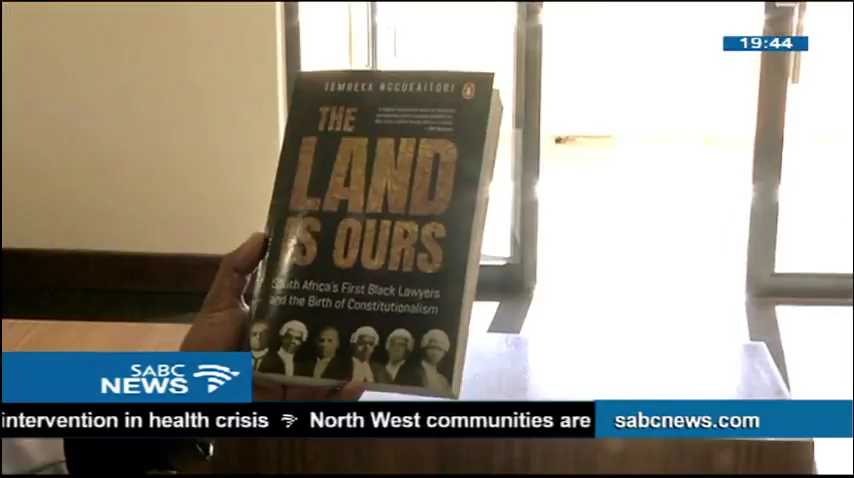 19:44
TEMBEKA NGCUKAITOBI
THE
LAND
IS OURS
South Africa's First Black Lawyers
and the Birth of Constitutionalism
SABC
NEWS
intervention in health crisis North West communities are
sabcnews.com